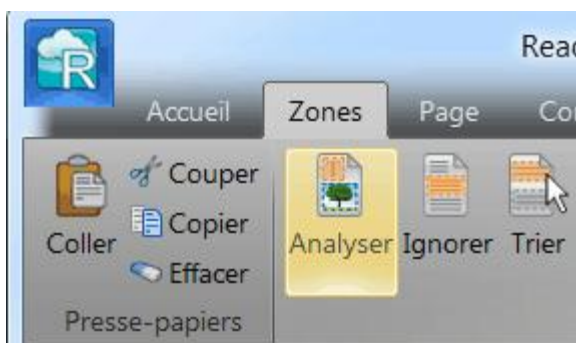 R
Accueil
Zones
Page
Couper
Copier
Effacer
Coller
Analyser
Ignorer
Trier
Presse-papiers